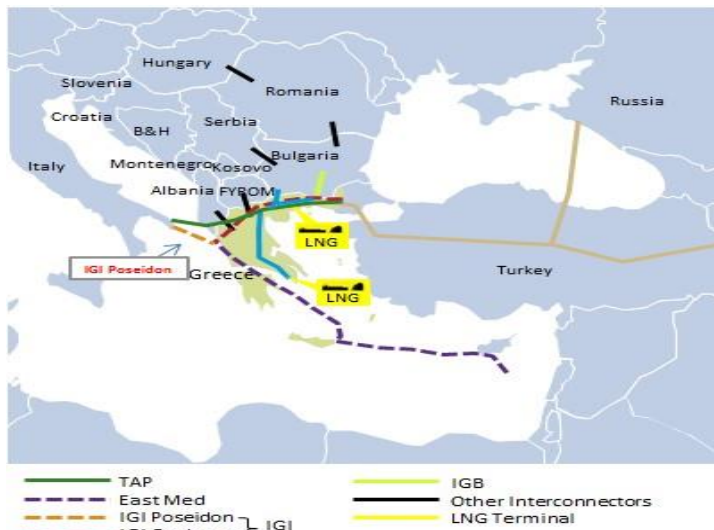 Hungary
Slovenia
Romania
Russia
Croatia
Serbia
B&H
Italy
Bulgaria
Montenegro
Kosovo
Albania
FYROM
LNG
IGI Poseidon
Greece
Turkey
LNG
TAP
IGB
East Med
Other Interconnectors
IGI Poseidon
IGI
LNG Terminal